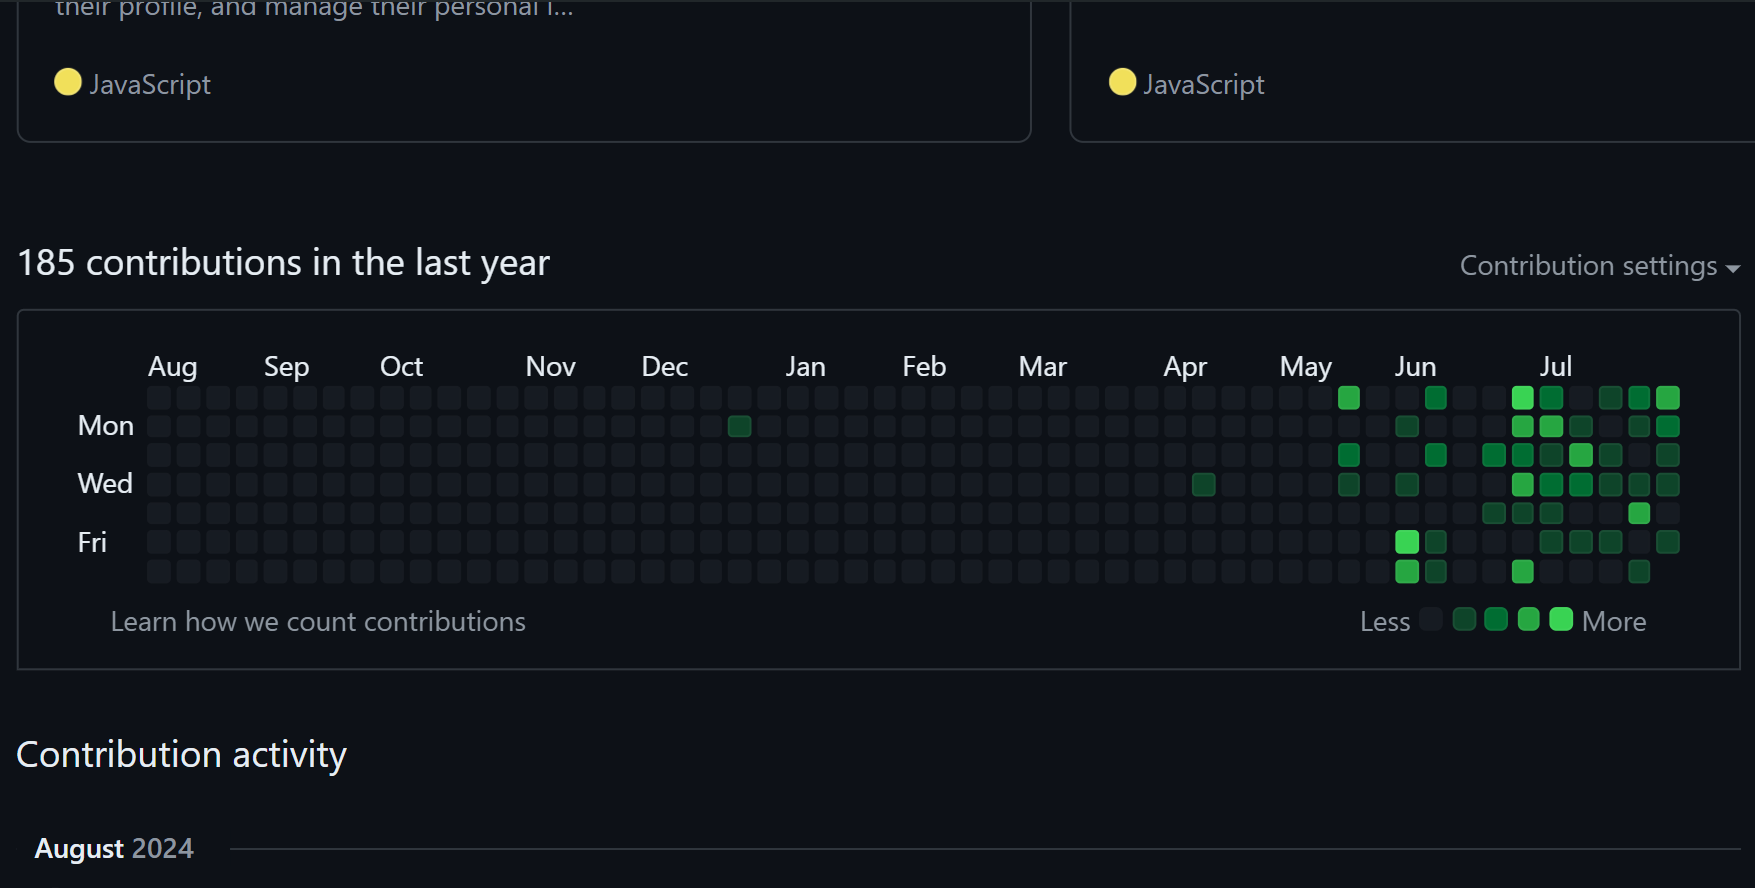 their profile, and manage their personal i...
JavaScript
JavaScript
185 contributions in the last year
Contribution settings
Aug Sep Oct Nov Dec Jan Feb Mar Apr May Jun Jul
Mon
Wed
Fri
Learn how we count contributions
Less More
Contribution activity
August 2024